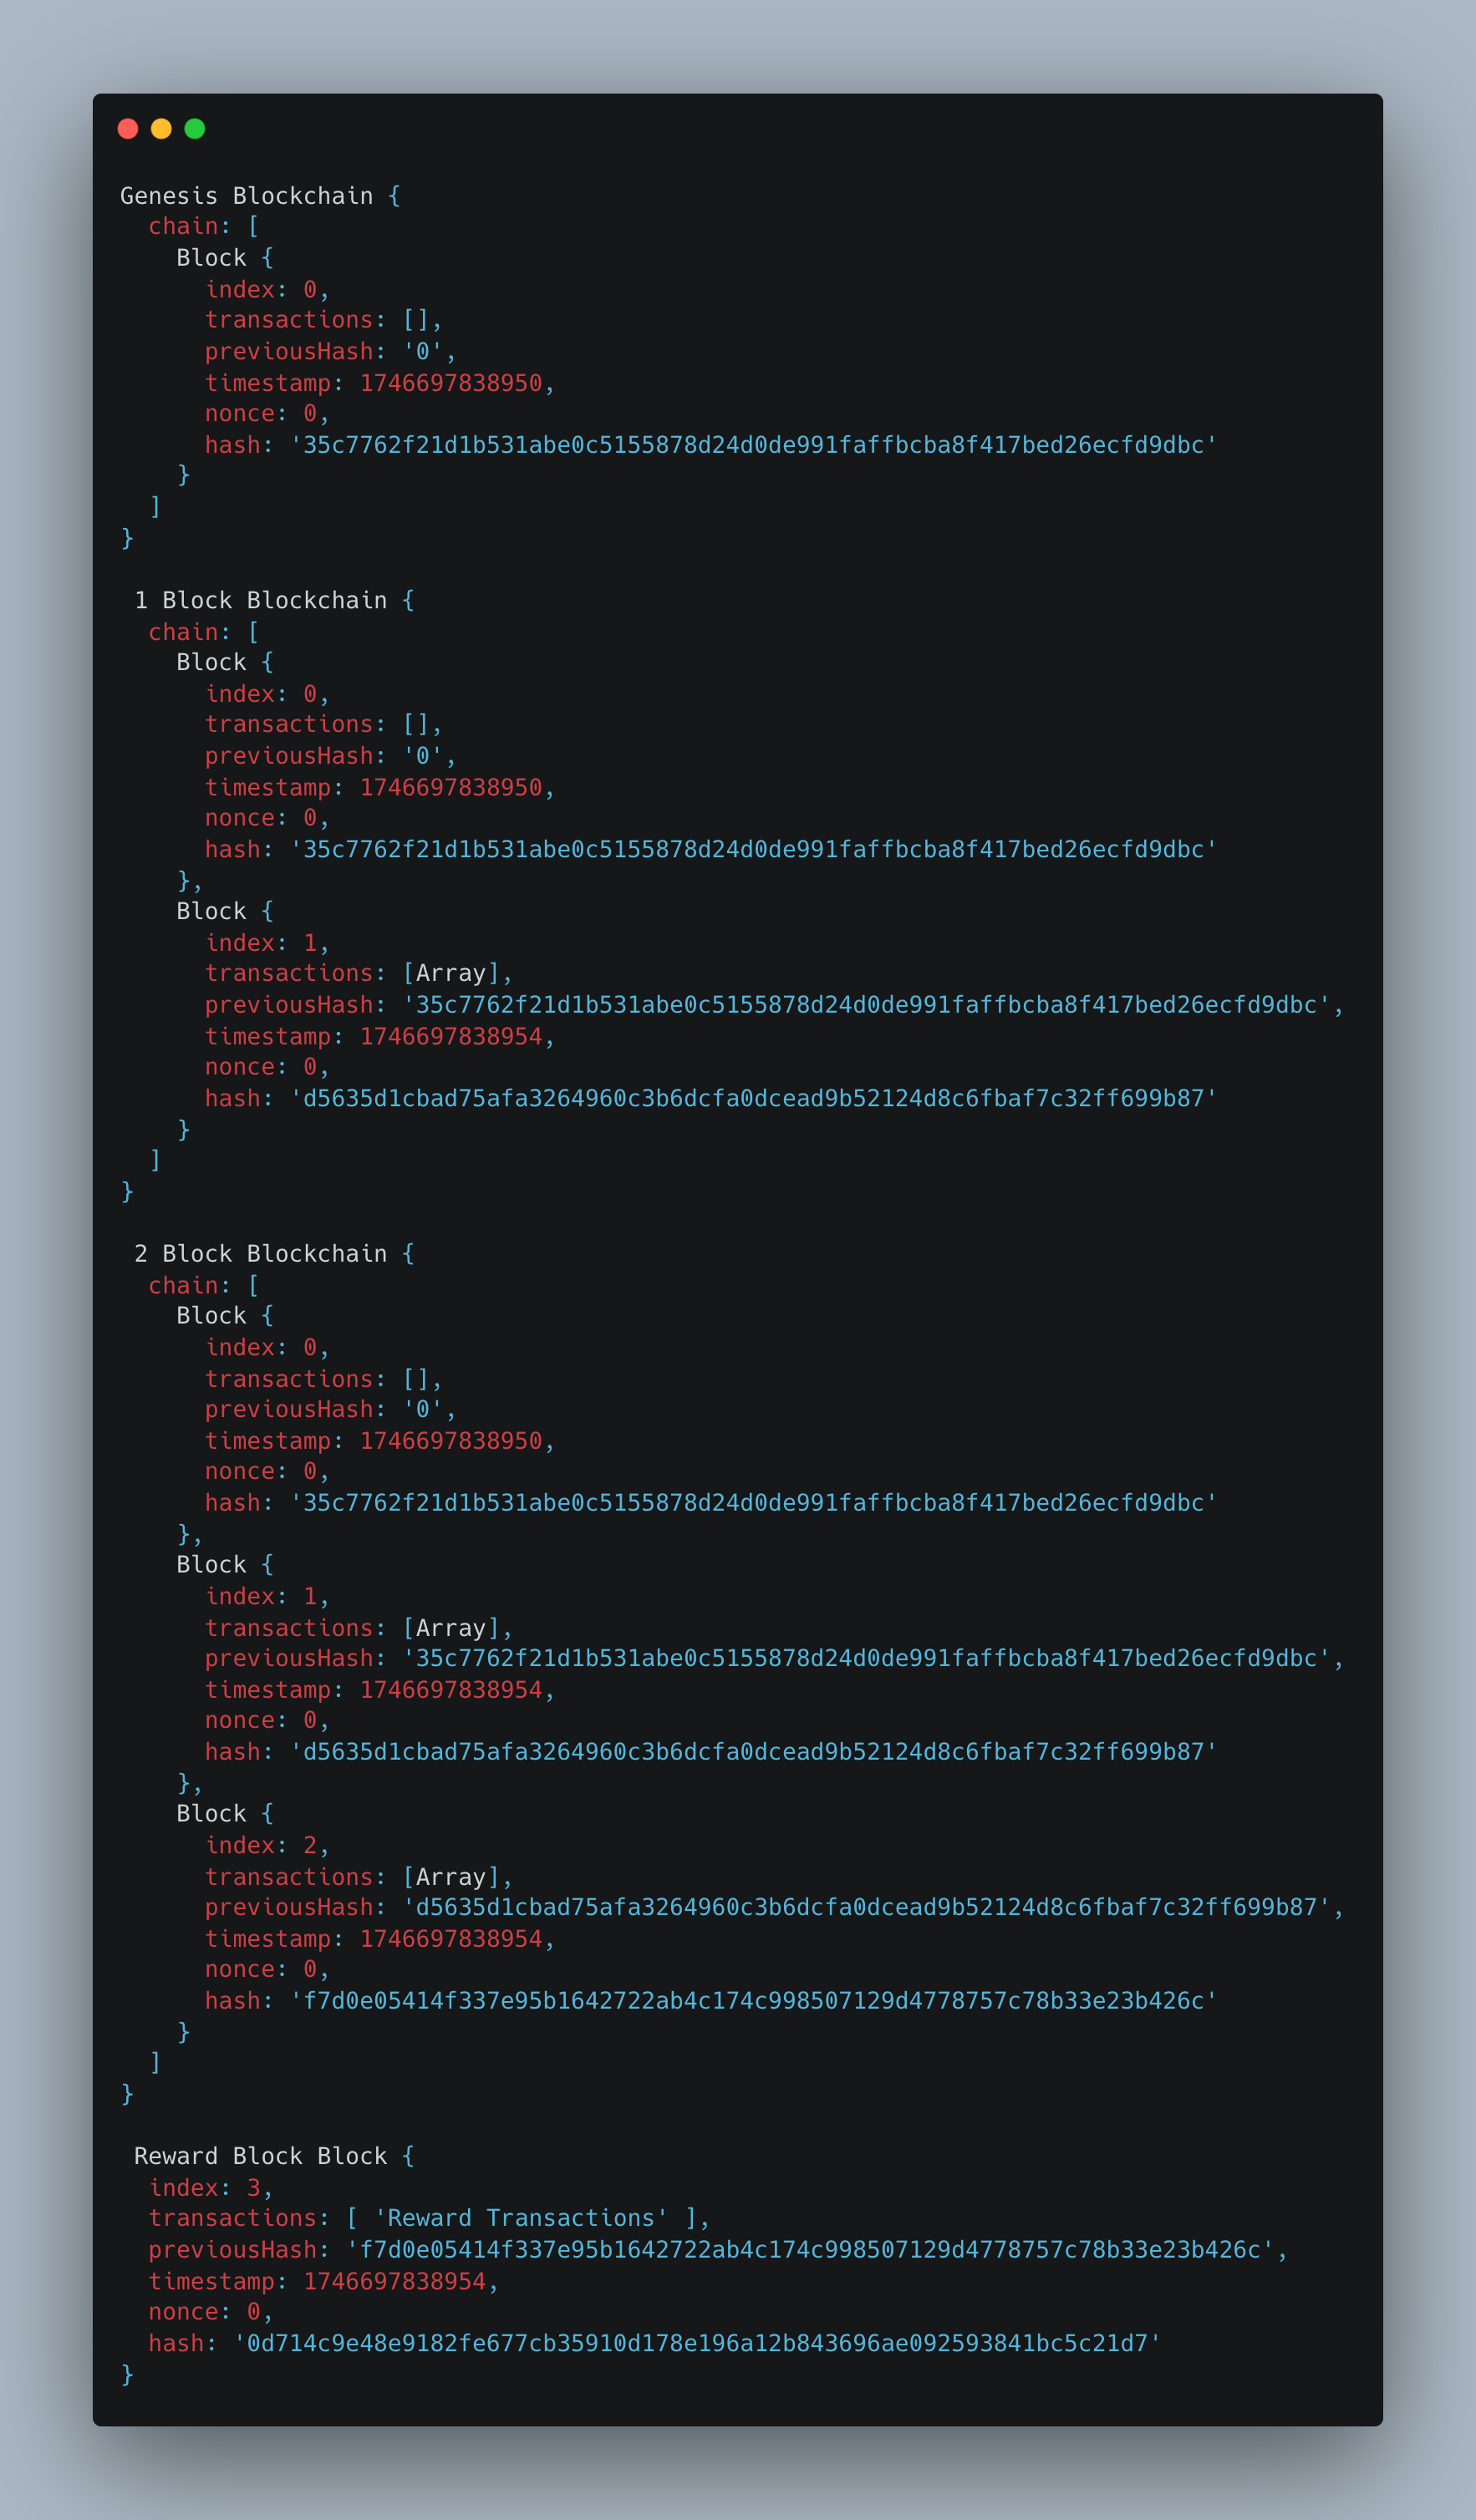 Genesis Blockchain {
  chain: [
    Block {
      index: 0,
      transactions: [],
      previousHash: '0',
      timestamp: 1746697838950,
      nonce: 0,
      hash: '35c7762f21d1b531abe0c5155878d24d0de991faffbcba8f417bed26ecfd9dbc'
    }
  ]
}

 1 Block Blockchain {
  chain: [
    Block {
      index: 0,
      transactions: [],
      previousHash: '0',
      timestamp: 1746697838950,
      nonce: 0,
      hash: '35c7762f21d1b531abe0c5155878d24d0de991faffbcba8f417bed26ecfd9dbc'
    },
    Block {
      index: 1,
      transactions: [Array],
      previousHash: '35c7762f21d1b531abe0c5155878d24d0de991faffbcba8f417bed26ecfd9dbc',
      timestamp: 1746697838954,
      nonce: 0,
      hash: 'd5635d1cbad75afa3264960c3b6dcfa0dcead9b52124d8c6fbaf7c32ff699b87'
    }
  ]
}

 2 Block Blockchain {
  chain: [
    Block {
      index: 0,
      transactions: [],
      previousHash: '0',
      timestamp: 1746697838950,
      nonce: 0,
      hash: '35c7762f21d1b531abe0c5155878d24d0de991faffbcba8f417bed26ecfd9dbc'
    },
    Block {
      index: 1,
      transactions: [Array],
      previousHash: '35c7762f21d1b531abe0c5155878d24d0de991faffbcba8f417bed26ecfd9dbc',
      timestamp: 1746697838954,
      nonce: 0,
      hash: 'd5635d1cbad75afa3264960c3b6dcfa0dcead9b52124d8c6fbaf7c32ff699b87'
    },
    Block {
      index: 2,
      transactions: [Array],
      previousHash: 'd5635d1cbad75afa3264960c3b6dcfa0dcead9b52124d8c6fbaf7c32ff699b87',
      timestamp: 1746697838954,
      nonce: 0,
      hash: 'f7d0e05414f337e95b1642722ab4c174c998507129d4778757c78b33e23b426c'
    }
  ]
}

 Reward Block Block {
  index: 3,
  transactions: [ 'Reward Transactions' ],
  previousHash: 'f7d0e05414f337e95b1642722ab4c174c998507129d4778757c78b33e23b426c',
  timestamp: 1746697838954,
  nonce: 0,
  hash: '0d714c9e48e9182fe677cb35910d178e196a12b843696ae092593841bc5c21d7'
}